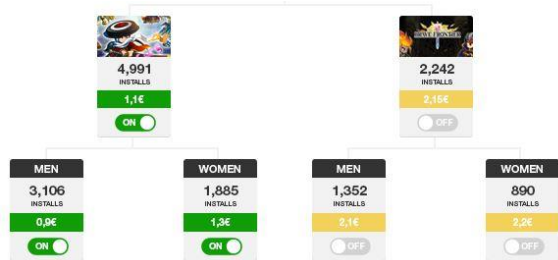 BRAVE FRONTIER
4,991
INSTALLS
1,1€
ON
2,242
INSTALLS
2,15€
OFF
MEN
3,106
INSTALLS
0,9€
ON
WOMEN
1,885
INSTALLS
1,3€
ON
MEN
1,352
INSTALLS
2,1€
OFF
WOMEN
890
INSTALLS
2,2€
OFF